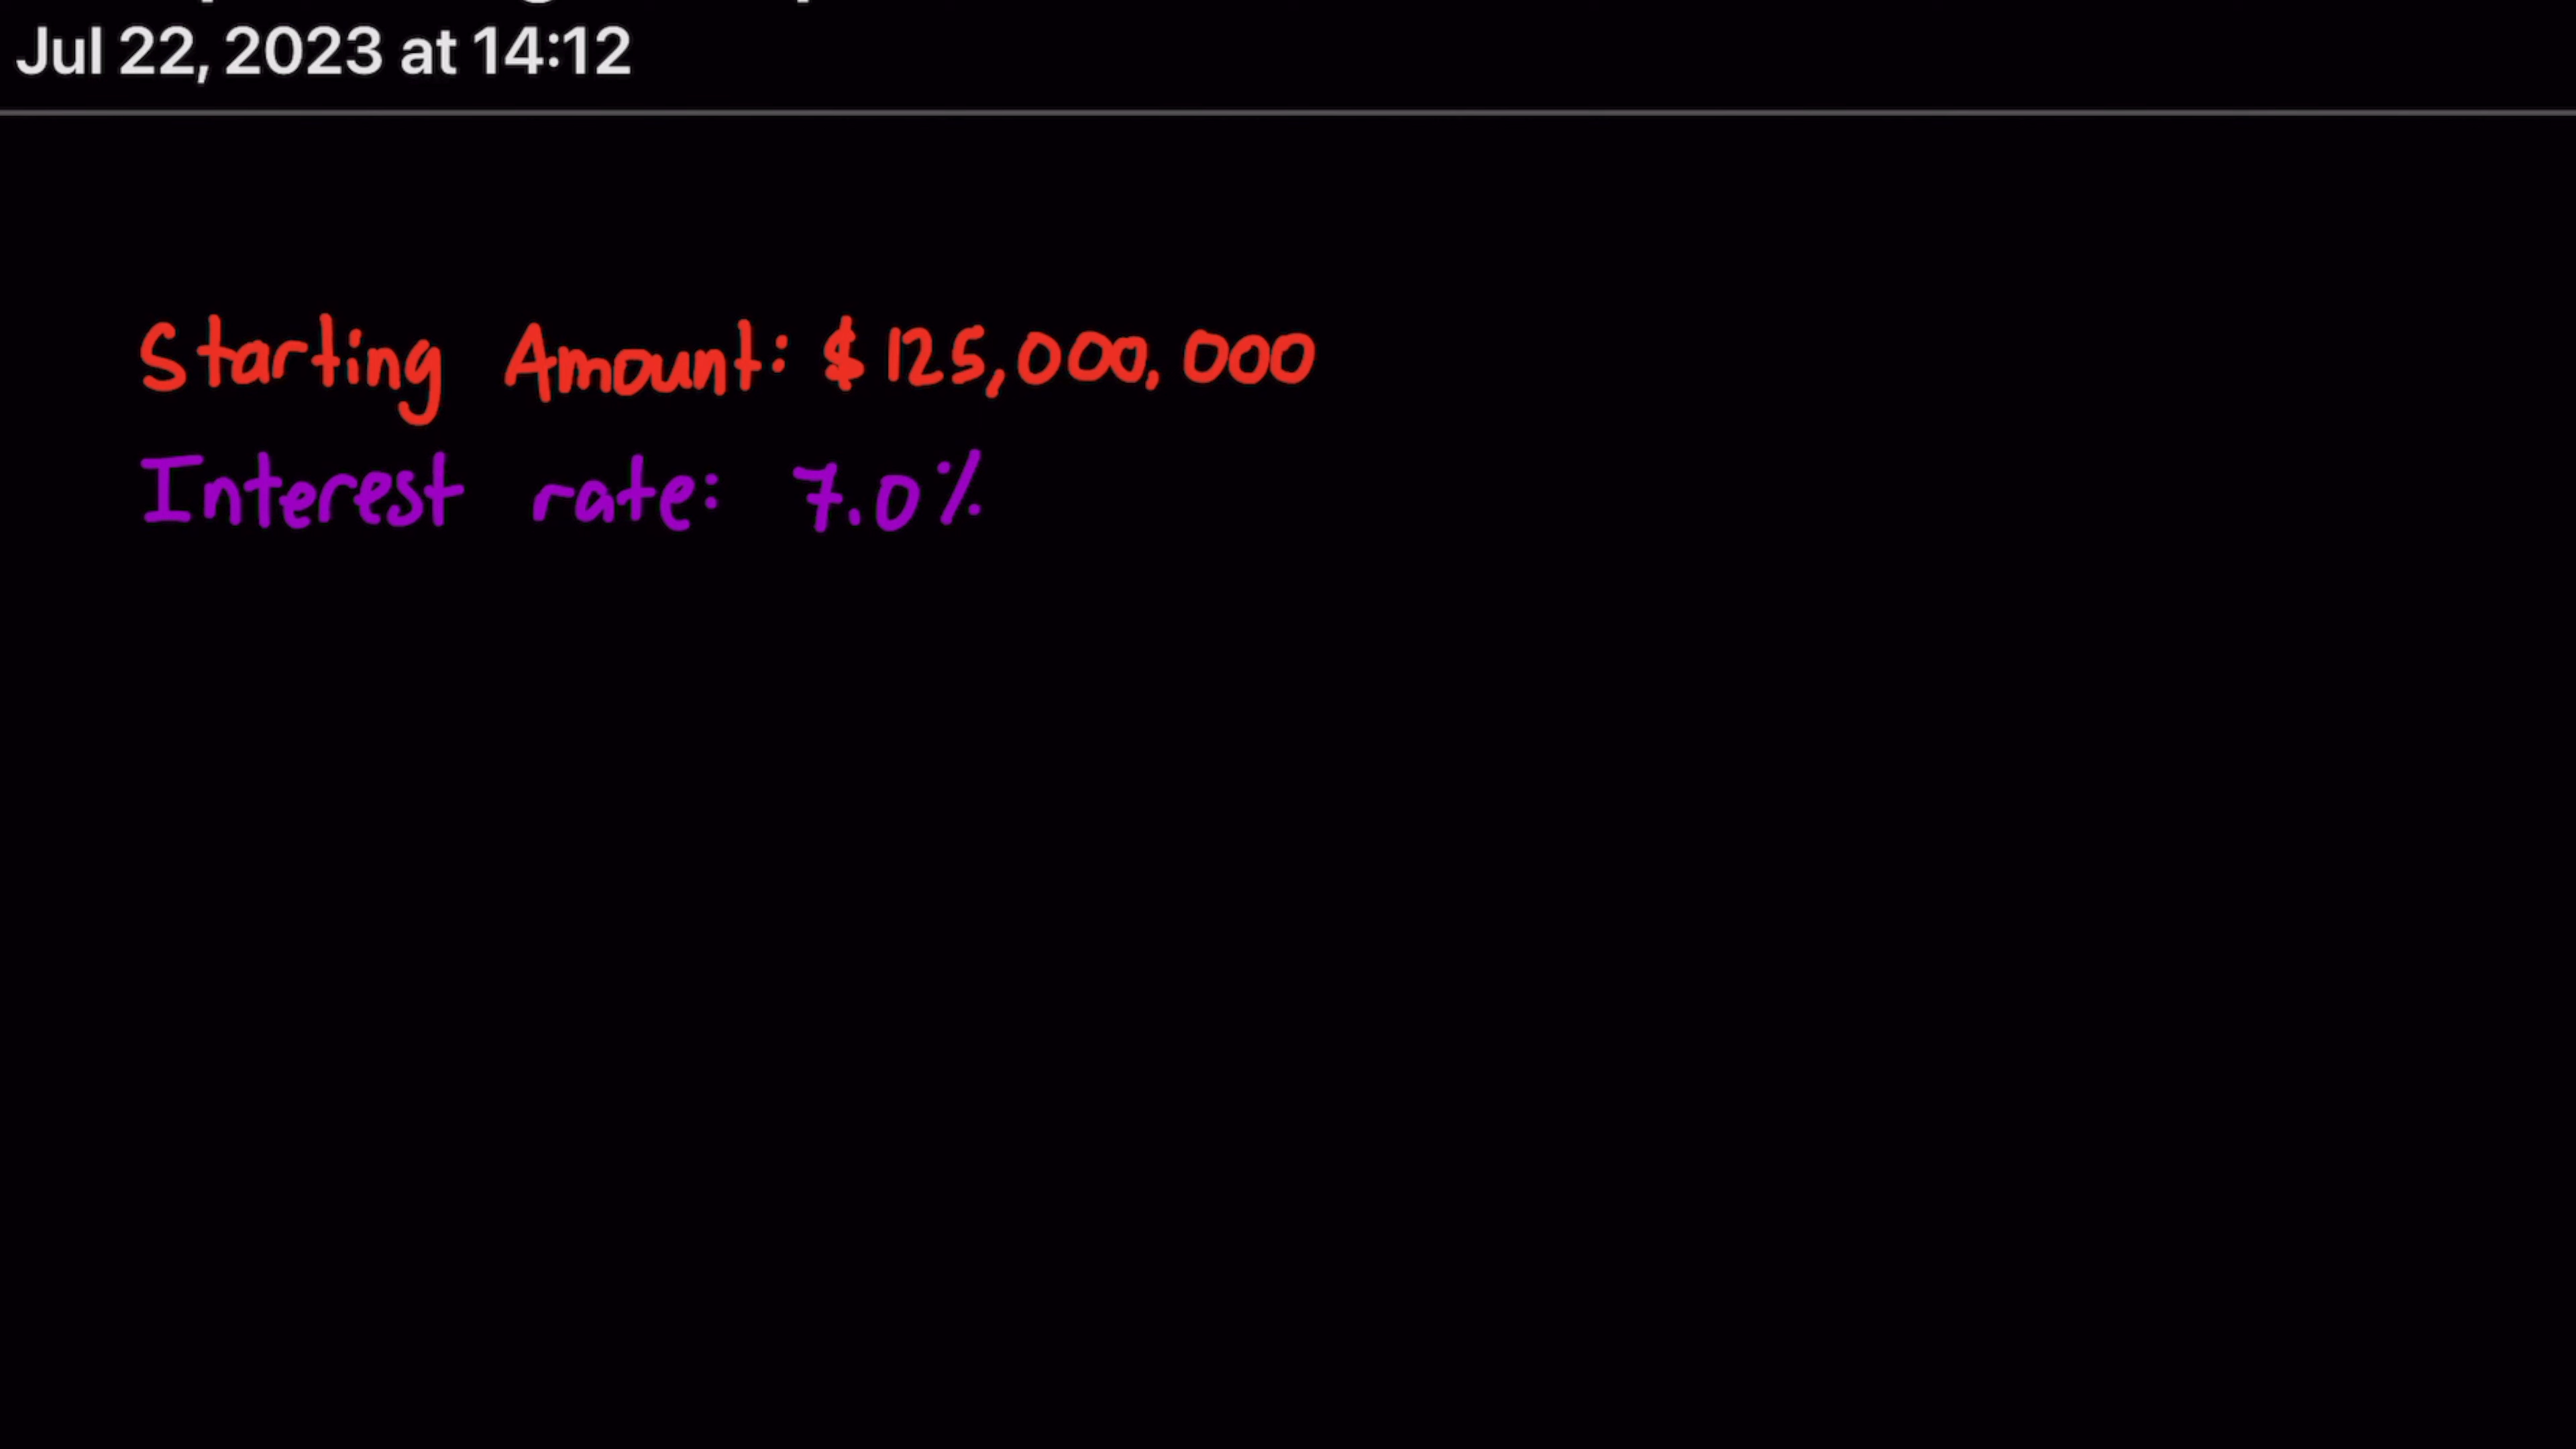 Jul 22, 2023 at 14:12
Starting Amount: $125,000,000
Interest rate: 7.0%